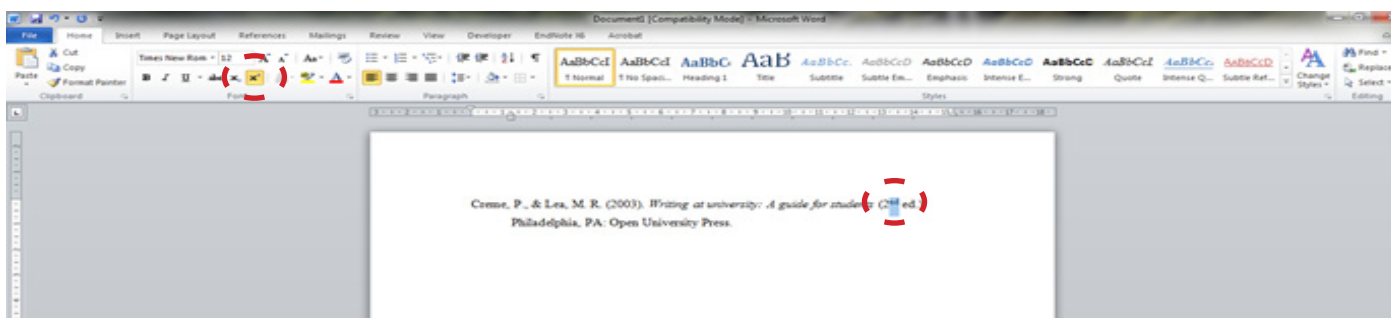 Document1 [Compatibility Mode] - Microsoft Word
File Home Insert Page Layout References Mailings Review View Developer EndNote X6 Acrobat
Cut
Copy
Format Painter
Paste
Clipboard
Times New Rom 12
B I U
Font
Paragraph
AaBbCcI AaBbCcI AaBbC AaB AaBbCc. AaBbCcD AaBbCcD AaBbCcD AaBbCcC AaBbCcI AaBbCc. AaBbCcD
¶ Normal ¶ No Spaci... Heading 1 Title Subtitle Subtle Em... Emphasis Intense E... Strong Quote Intense Q... Subtle Ref...
Styles
Change Styles
Find
Replace
Select
Editing
Creme, P., & Lea, M. R. (2003). Writing at university: A guide for students (2nd ed.)
Philadelphia, PA: Open University Press.